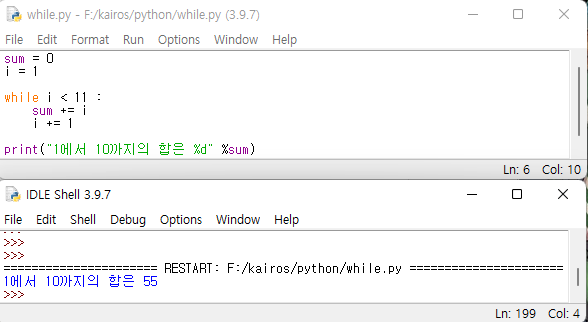 while.py - F:/kairos/python/while.py (3.9.7)
File Edit Format Run Options Window Help
sum = 0
i = 1
while i < 11 :
    sum += i
    i += 1
print("1에서 10까지의 합은 %d" %sum)
Ln: 6 Col: 10
IDLE Shell 3.9.7
File Edit Shell Debug Options Window Help
>>>
>>>
>>>
====================== RESTART: F:/kairos/python/while.py ======================
1에서 10까지의 합은 55
>>>
Ln: 199 Col: 4